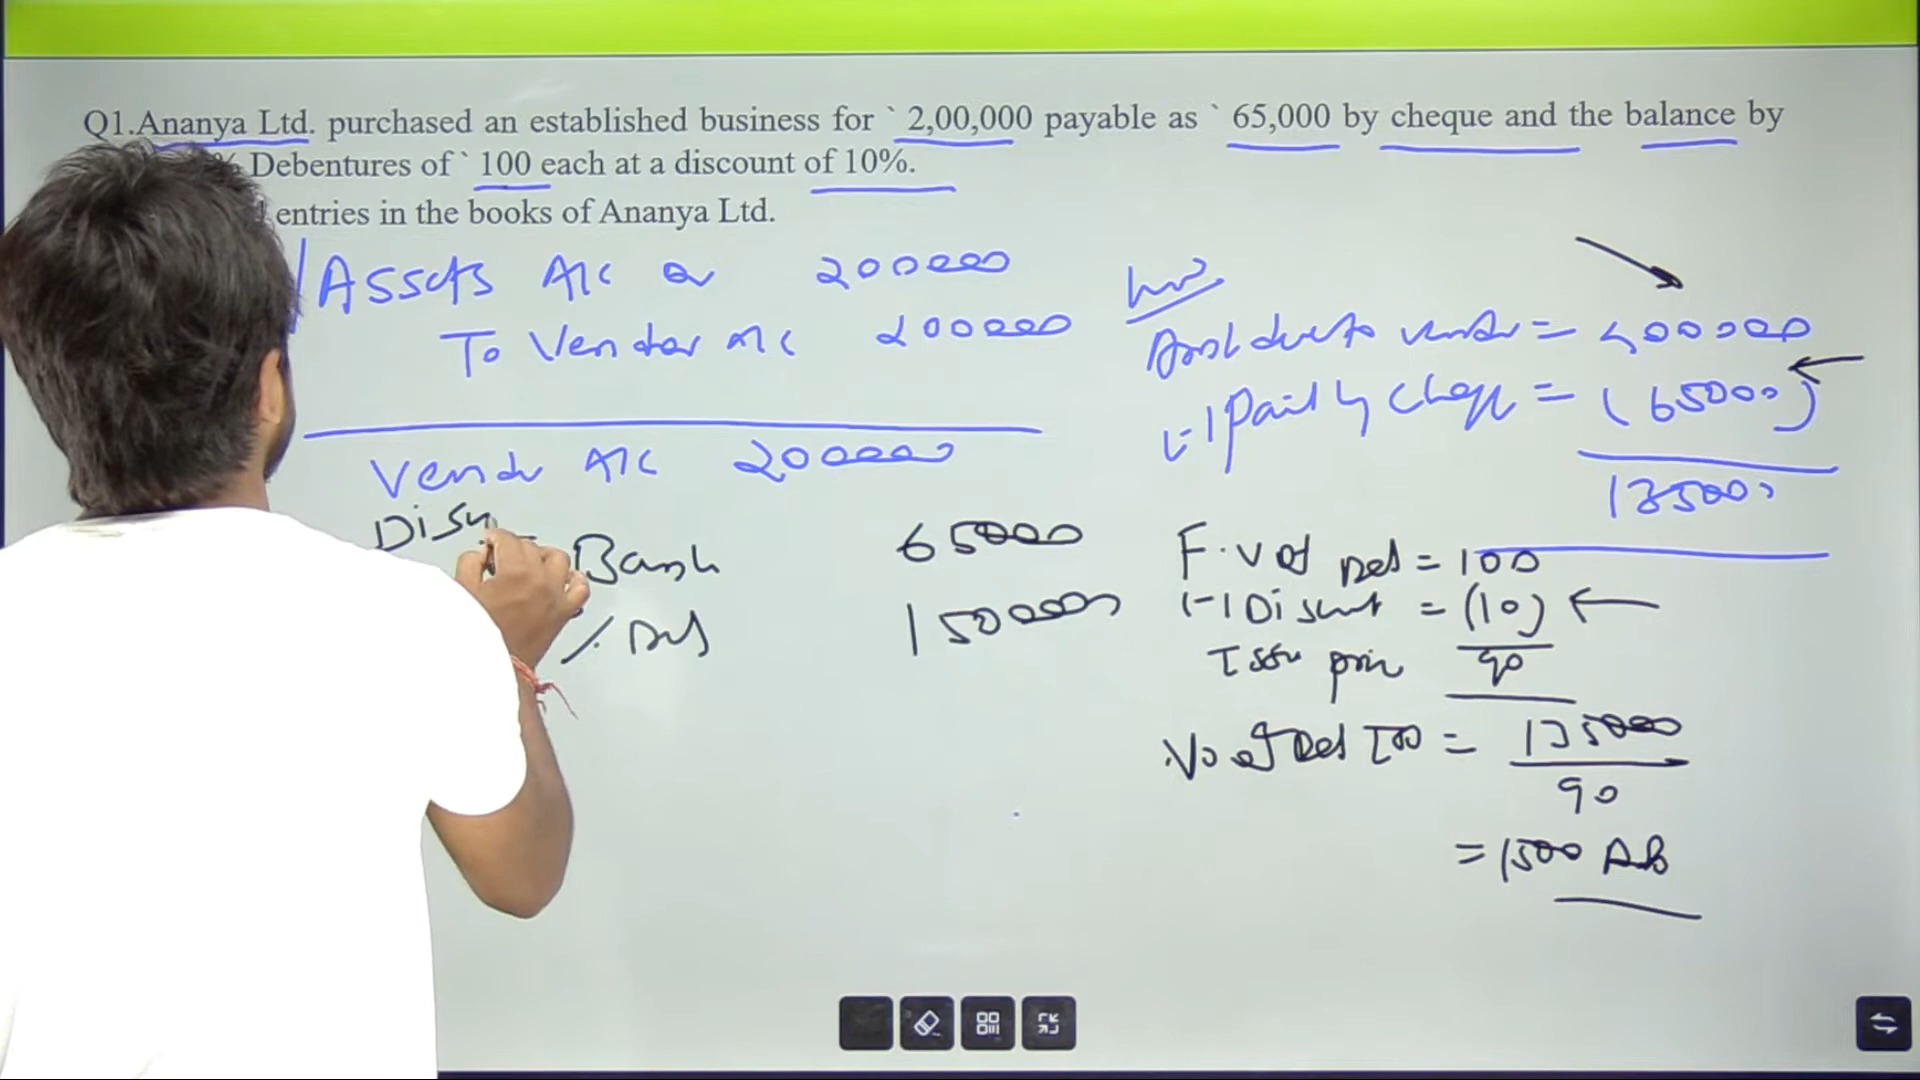 Q1.Ananya Ltd. purchased an established business for ` 2,00,000 payable as ` 65,000 by cheque and the balance by
% Debentures of ` 100 each at a discount of 10%.
entries in the books of Ananya Ltd.
Assets A/c Dr 200000
To Vendor A/c 200000
Vendor A/c 200000
Disc
Bank 65000
% Deb 150000
Amt due to vendor = 200000
(-) Paid by cheque = (65000)
135000
F.V of Deb = 100
(-) Discount = (10)
Issue price 90
No of Deb Iss = 135000
90
= 1500 Deb